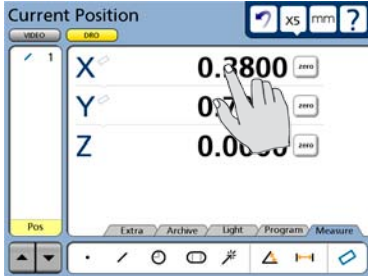 Current Position
x5 mm ?
VIDEO DRO
1
X 0.3800 zero
Y zero
Z zero
Pos
Extra Archive Light Program Measure